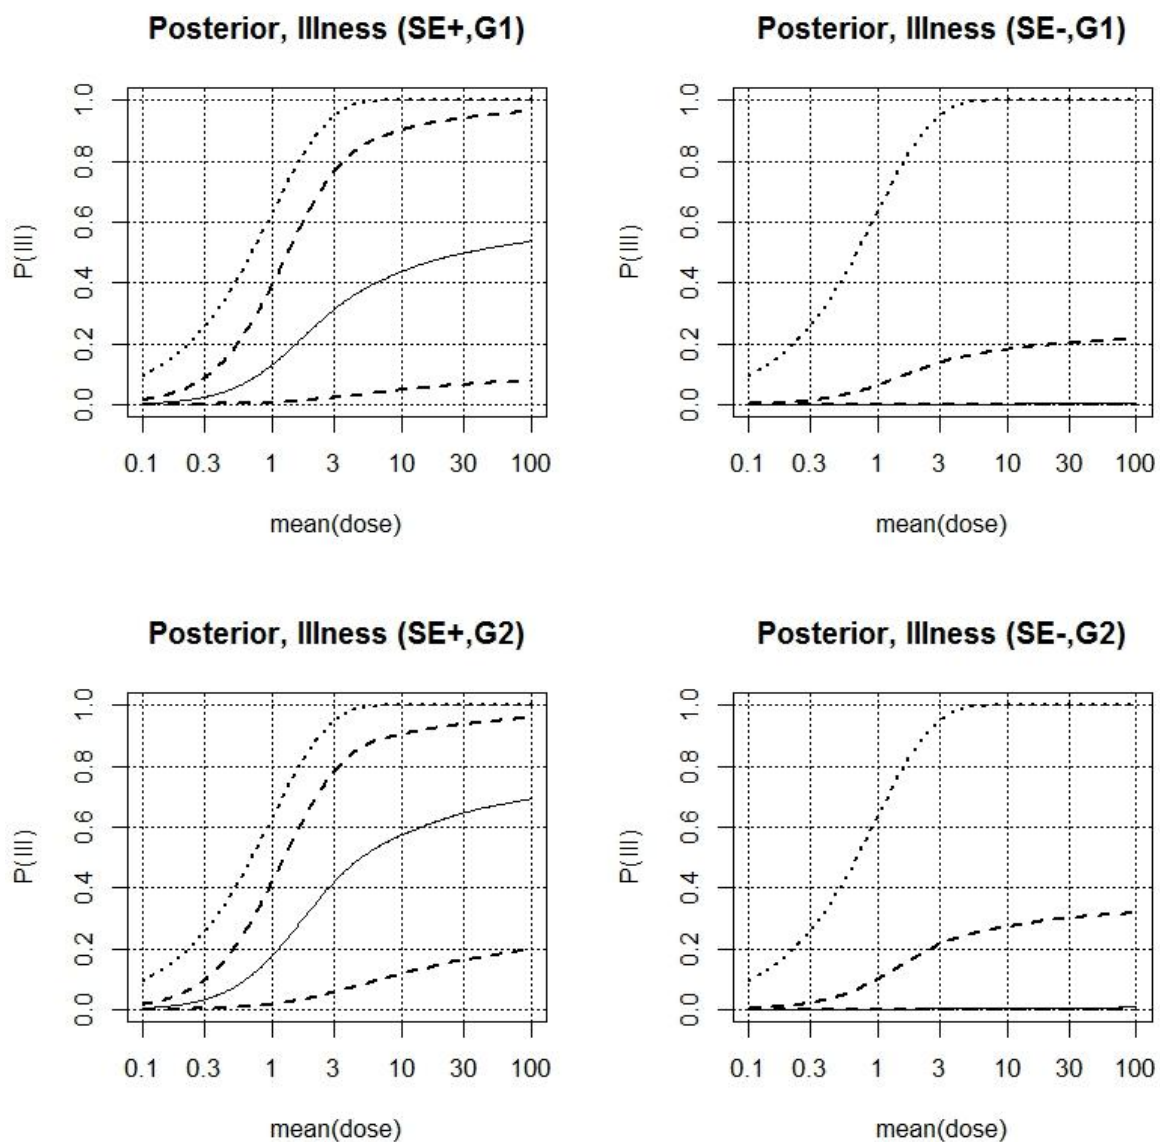 Posterior, Illness (SE+,G1)
P(Ill)
1.0
0.8
0.6
0.4
0.2
0.0
0.1 0.3 1 3 10 30 100
mean(dose)
Posterior, Illness (SE-,G1)
P(Ill)
1.0
0.8
0.6
0.4
0.2
0.0
0.1 0.3 1 3 10 30 100
mean(dose)
Posterior, Illness (SE+,G2)
P(Ill)
1.0
0.8
0.6
0.4
0.2
0.0
0.1 0.3 1 3 10 30 100
mean(dose)
Posterior, Illness (SE-,G2)
P(Ill)
1.0
0.8
0.6
0.4
0.2
0.0
0.1 0.3 1 3 10 30 100
mean(dose)